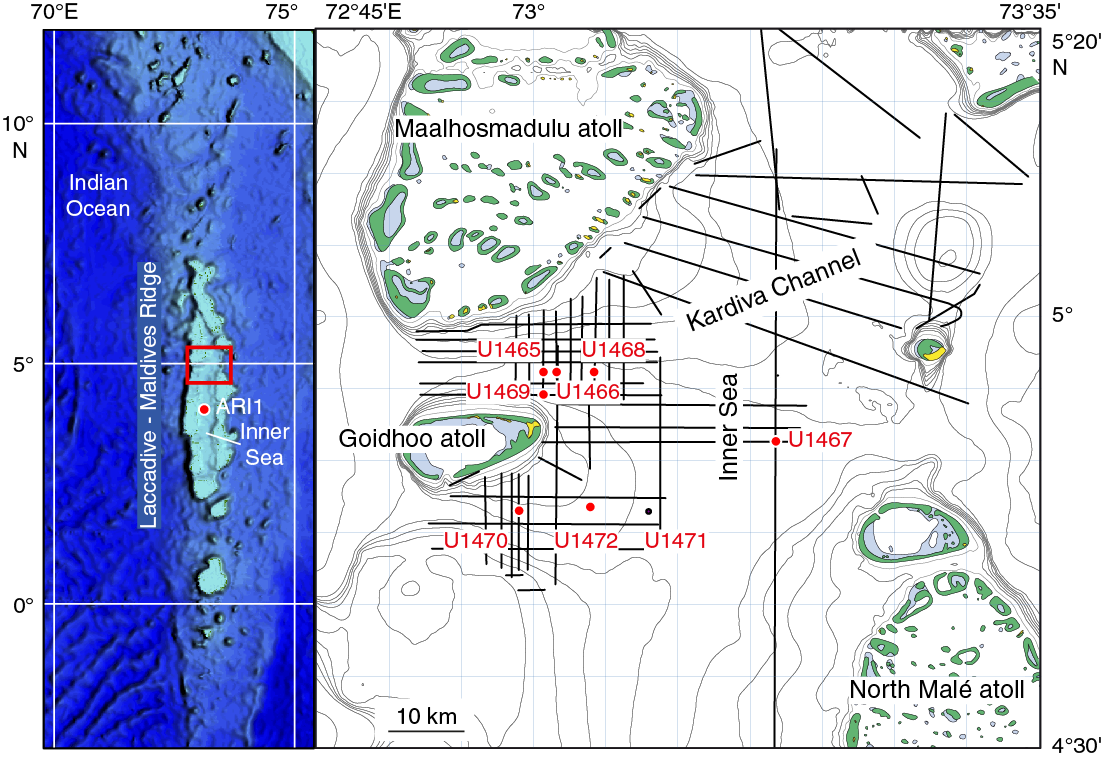 70°E
75°
72°45'E
73°
73°35'
5°20'
N
10°
N
Maalhosmadulu atoll
Indian
Ocean
Laccadive - Maldives Ridge
Kardiva Channel
5°
5°
U1465
U1468
U1469
U1466
ARI1
Inner
Sea
Goidhoo atoll
Inner Sea
U1467
U1470
U1472
U1471
0°
North Malé atoll
10 km
4°30'